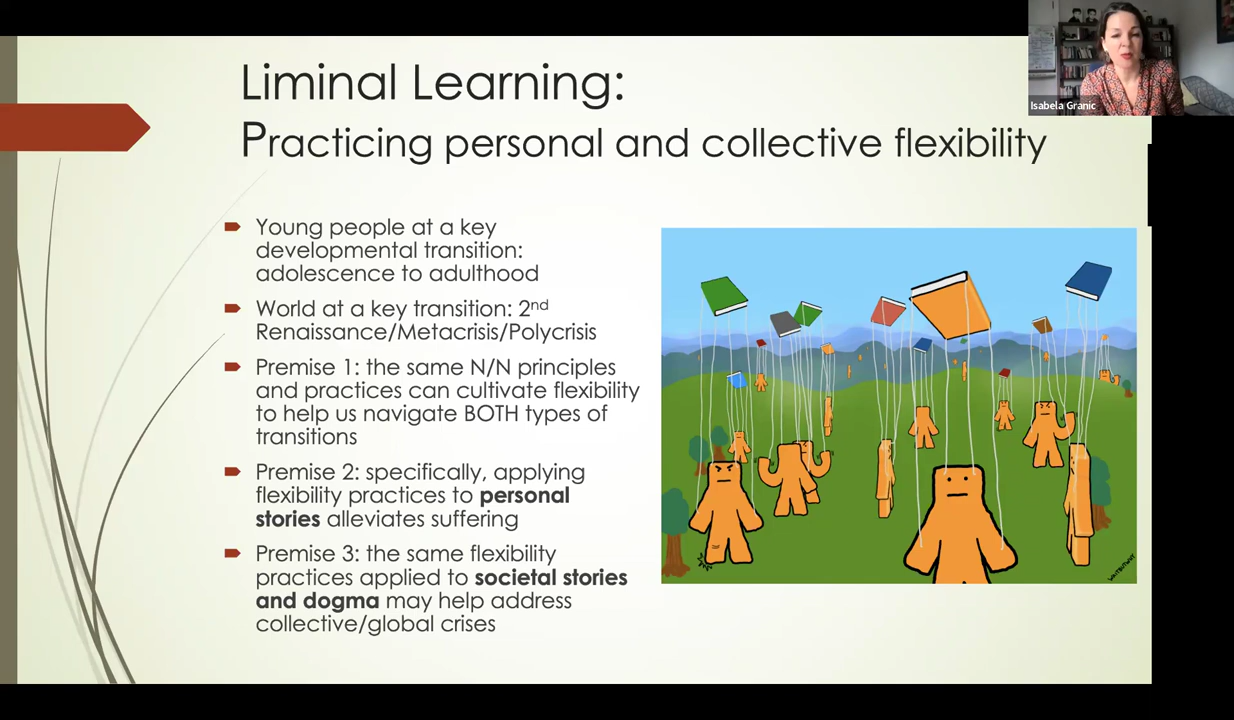 Liminal Learning:
Practicing personal and collective flexibility
Isabela Granic
Young people at a key
developmental transition:
adolescence to adulthood
World at a key transition: 2nd
Renaissance/Metacrisis/Polycrisis
Premise 1: the same N/N principles
and practices can cultivate flexibility
to help us navigate BOTH types of
transitions
Premise 2: specifically, applying
flexibility practices to personal
stories alleviates suffering
Premise 3: the same flexibility
practices applied to societal stories
and dogma may help address
collective/global crises
WAITBUTWHY